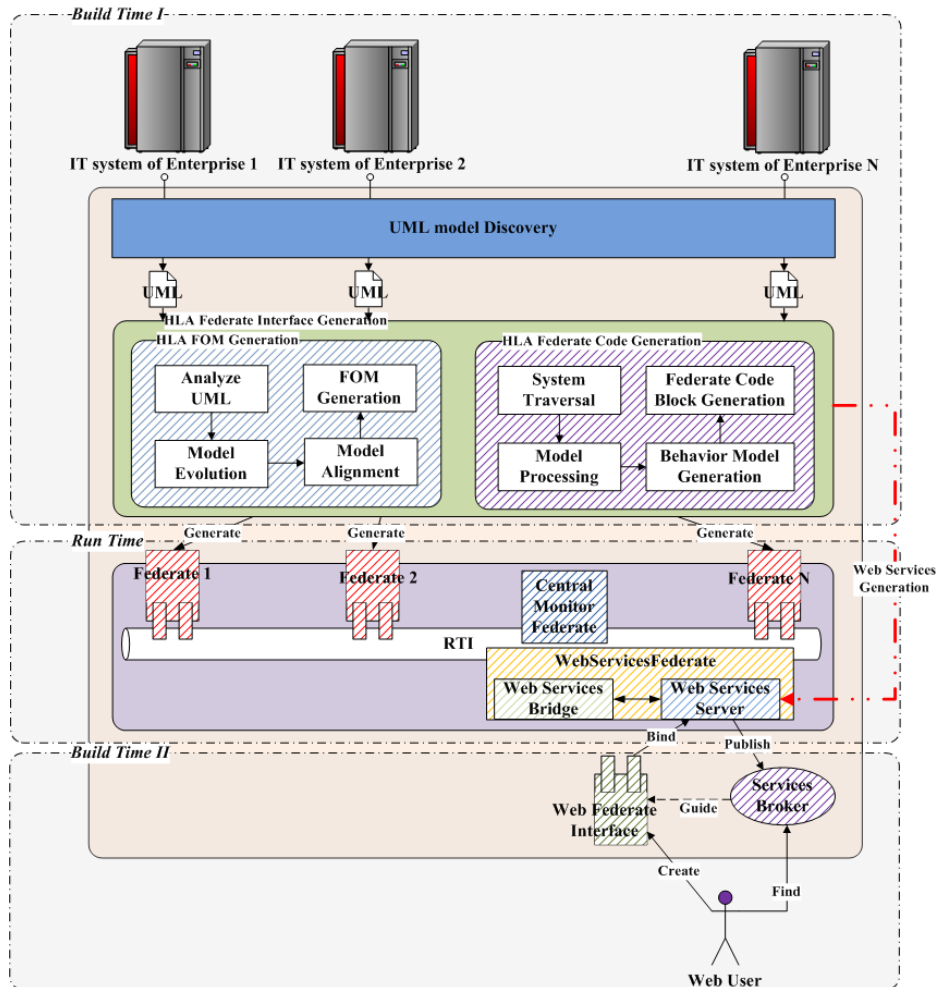 Build Time I
IT system of Enterprise 1
IT system of Enterprise 2
IT system of Enterprise N
UML model Discovery
UML
UML
UML
HLA Federate Interface Generation
HLA FOM Generation
HLA Federate Code Generation
Analyze
UML
FOM
Generation
System
Traversal
Federate Code
Block Generation
Model
Evolution
Model
Alignment
Model
Processing
Behavior Model
Generation
Generate
Generate
Generate
Run Time
Federate 1
Federate 2
Federate N
Web Services
Generation
Central
Monitor
Federate
RTI
WebServicesFederate
Web Services
Bridge
Web Services
Server
Build Time II
Bind
Publish
Web Federate
Interface
Guide
Services
Broker
Create
Find
Web User